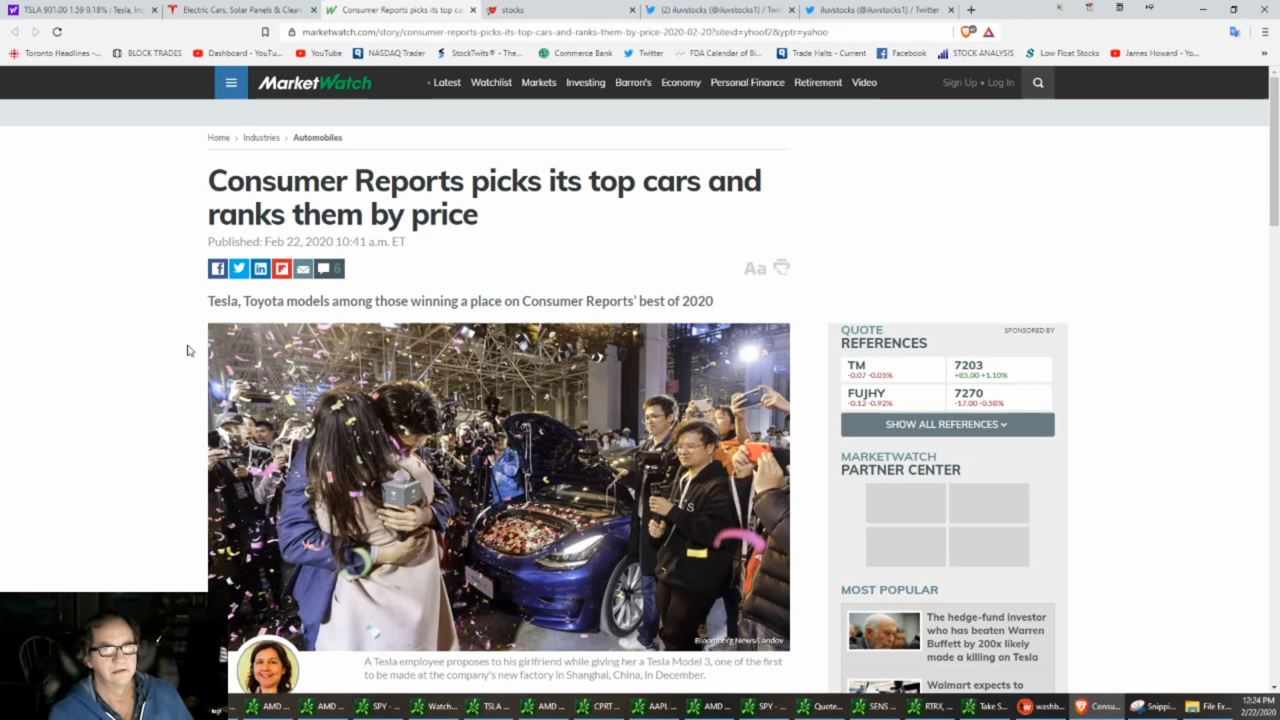 TSLA 901.00 1.59 0.18% : Tesla, Inc
Electric Cars, Solar Panels & Clean
Consumer Reports picks its top ca
stocks
(2) iluvstocks (@iluvstocks1) / Twitter
iluvstocks (@iluvstocks1) / Twitter
marketwatch.com/story/consumer-reports-picks-its-top-cars-and-ranks-them-by-price-2020-02-20?siteid=yhoof2&yptr=yahoo
Toronto Headlines -...
BLOCK TRADES
Dashboard - YouTu...
YouTube
NASDAQ Trader
StockTwits® - The...
Commerce Bank
Twitter
FDA Calendar of Bi...
Trade Halts - Current
Facebook
STOCK ANALYSIS
Low Float Stocks
James Howard - Yo...
MarketWatch
Latest
Watchlist
Markets
Investing
Barron's
Economy
Personal Finance
Retirement
Video
Sign Up • Log In
Home › Industries › Automobiles
Consumer Reports picks its top cars and
ranks them by price
Published: Feb 22, 2020 10:41 a.m. ET
6
Aa
Tesla, Toyota models among those winning a place on Consumer Reports' best of 2020
Bloomberg News/Landov
A Tesla employee proposes to his girlfriend while giving her a Tesla Model 3, one of the first
to be made at the company's new factory in Shanghai, China, in December.
QUOTE
REFERENCES
SPONSORED BY
TM
-0.07 -0.05%
7203
+85.00 +1.10%
FUJHY
-0.12 -0.92%
7270
-17.00 -0.58%
SHOW ALL REFERENCES
MARKETWATCH
PARTNER CENTER
MOST POPULAR
The hedge-fund investor
who has beaten Warren
Buffett by 200x likely
made a killing on Tesla
Walmart expects to
logi
AMD ...
AMD ...
SPY - ...
Watch...
TSLA ...
AMD ...
CPRT ...
AAPL ...
AMD ...
SPY - ...
Quote...
SENS ...
RTRX, ...
Take S...
washb...
Consu...
Snippi...
File Ex...
12:24 PM
2/22/2020